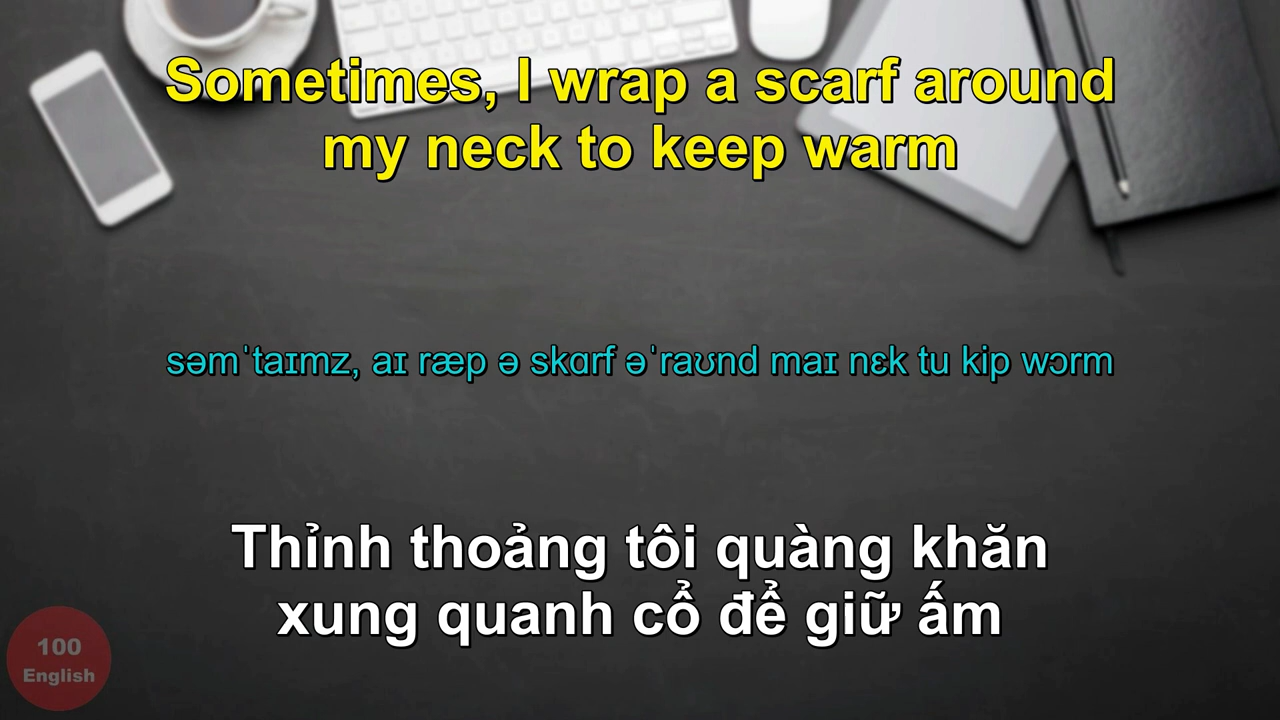 Sometimes, I wrap a scarf around
my neck to keep warm
səmˈtaɪmz, aɪ ræp ə skɑrf əˈraʊnd maɪ nɛk tu kip wɔrm
Thỉnh thoảng tôi quàng khăn
xung quanh cổ để giữ ấm
100
English